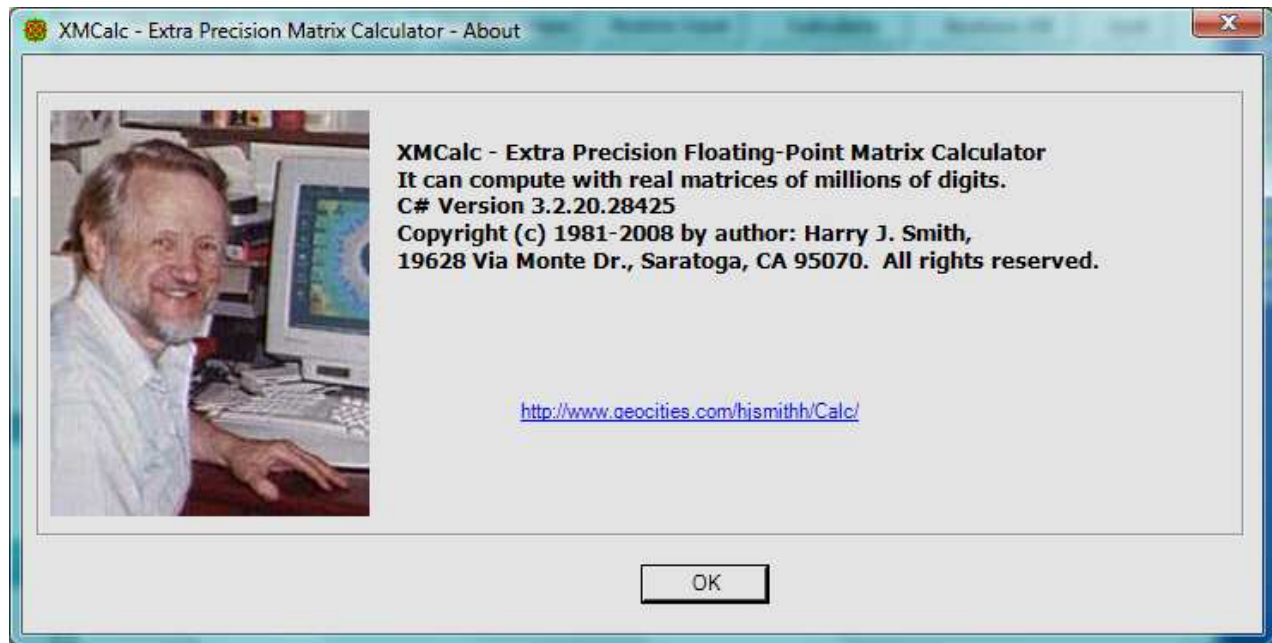 XMCalc - Extra Precision Matrix Calculator - About
XMCalc - Extra Precision Floating-Point Matrix Calculator
It can compute with real matrices of millions of digits.
C# Version 3.2.20.28425
Copyright (c) 1981-2008 by author: Harry J. Smith,
19628 Via Monte Dr., Saratoga, CA 95070.  All rights reserved.
http://www.geocities.com/hjsmithh/Calc/
OK